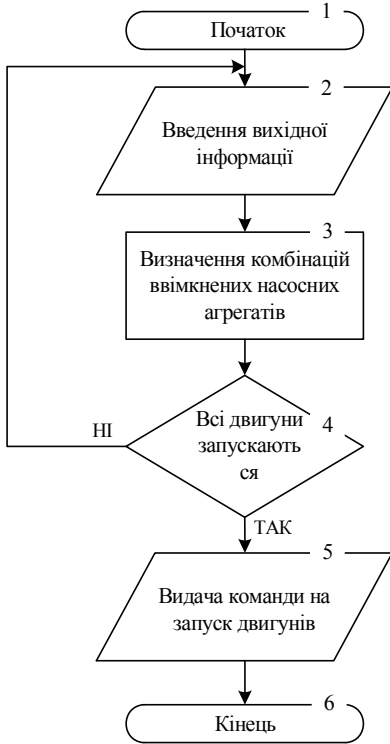 1
Початок
2
Введення вихідної
інформації
3
Визначення комбінацій
ввімкнених насосних
агрегатів
4
Всі двигуни
запускають
ся
НІ
ТАК
5
Видача команди на
запуск двигунів
6
Кінець